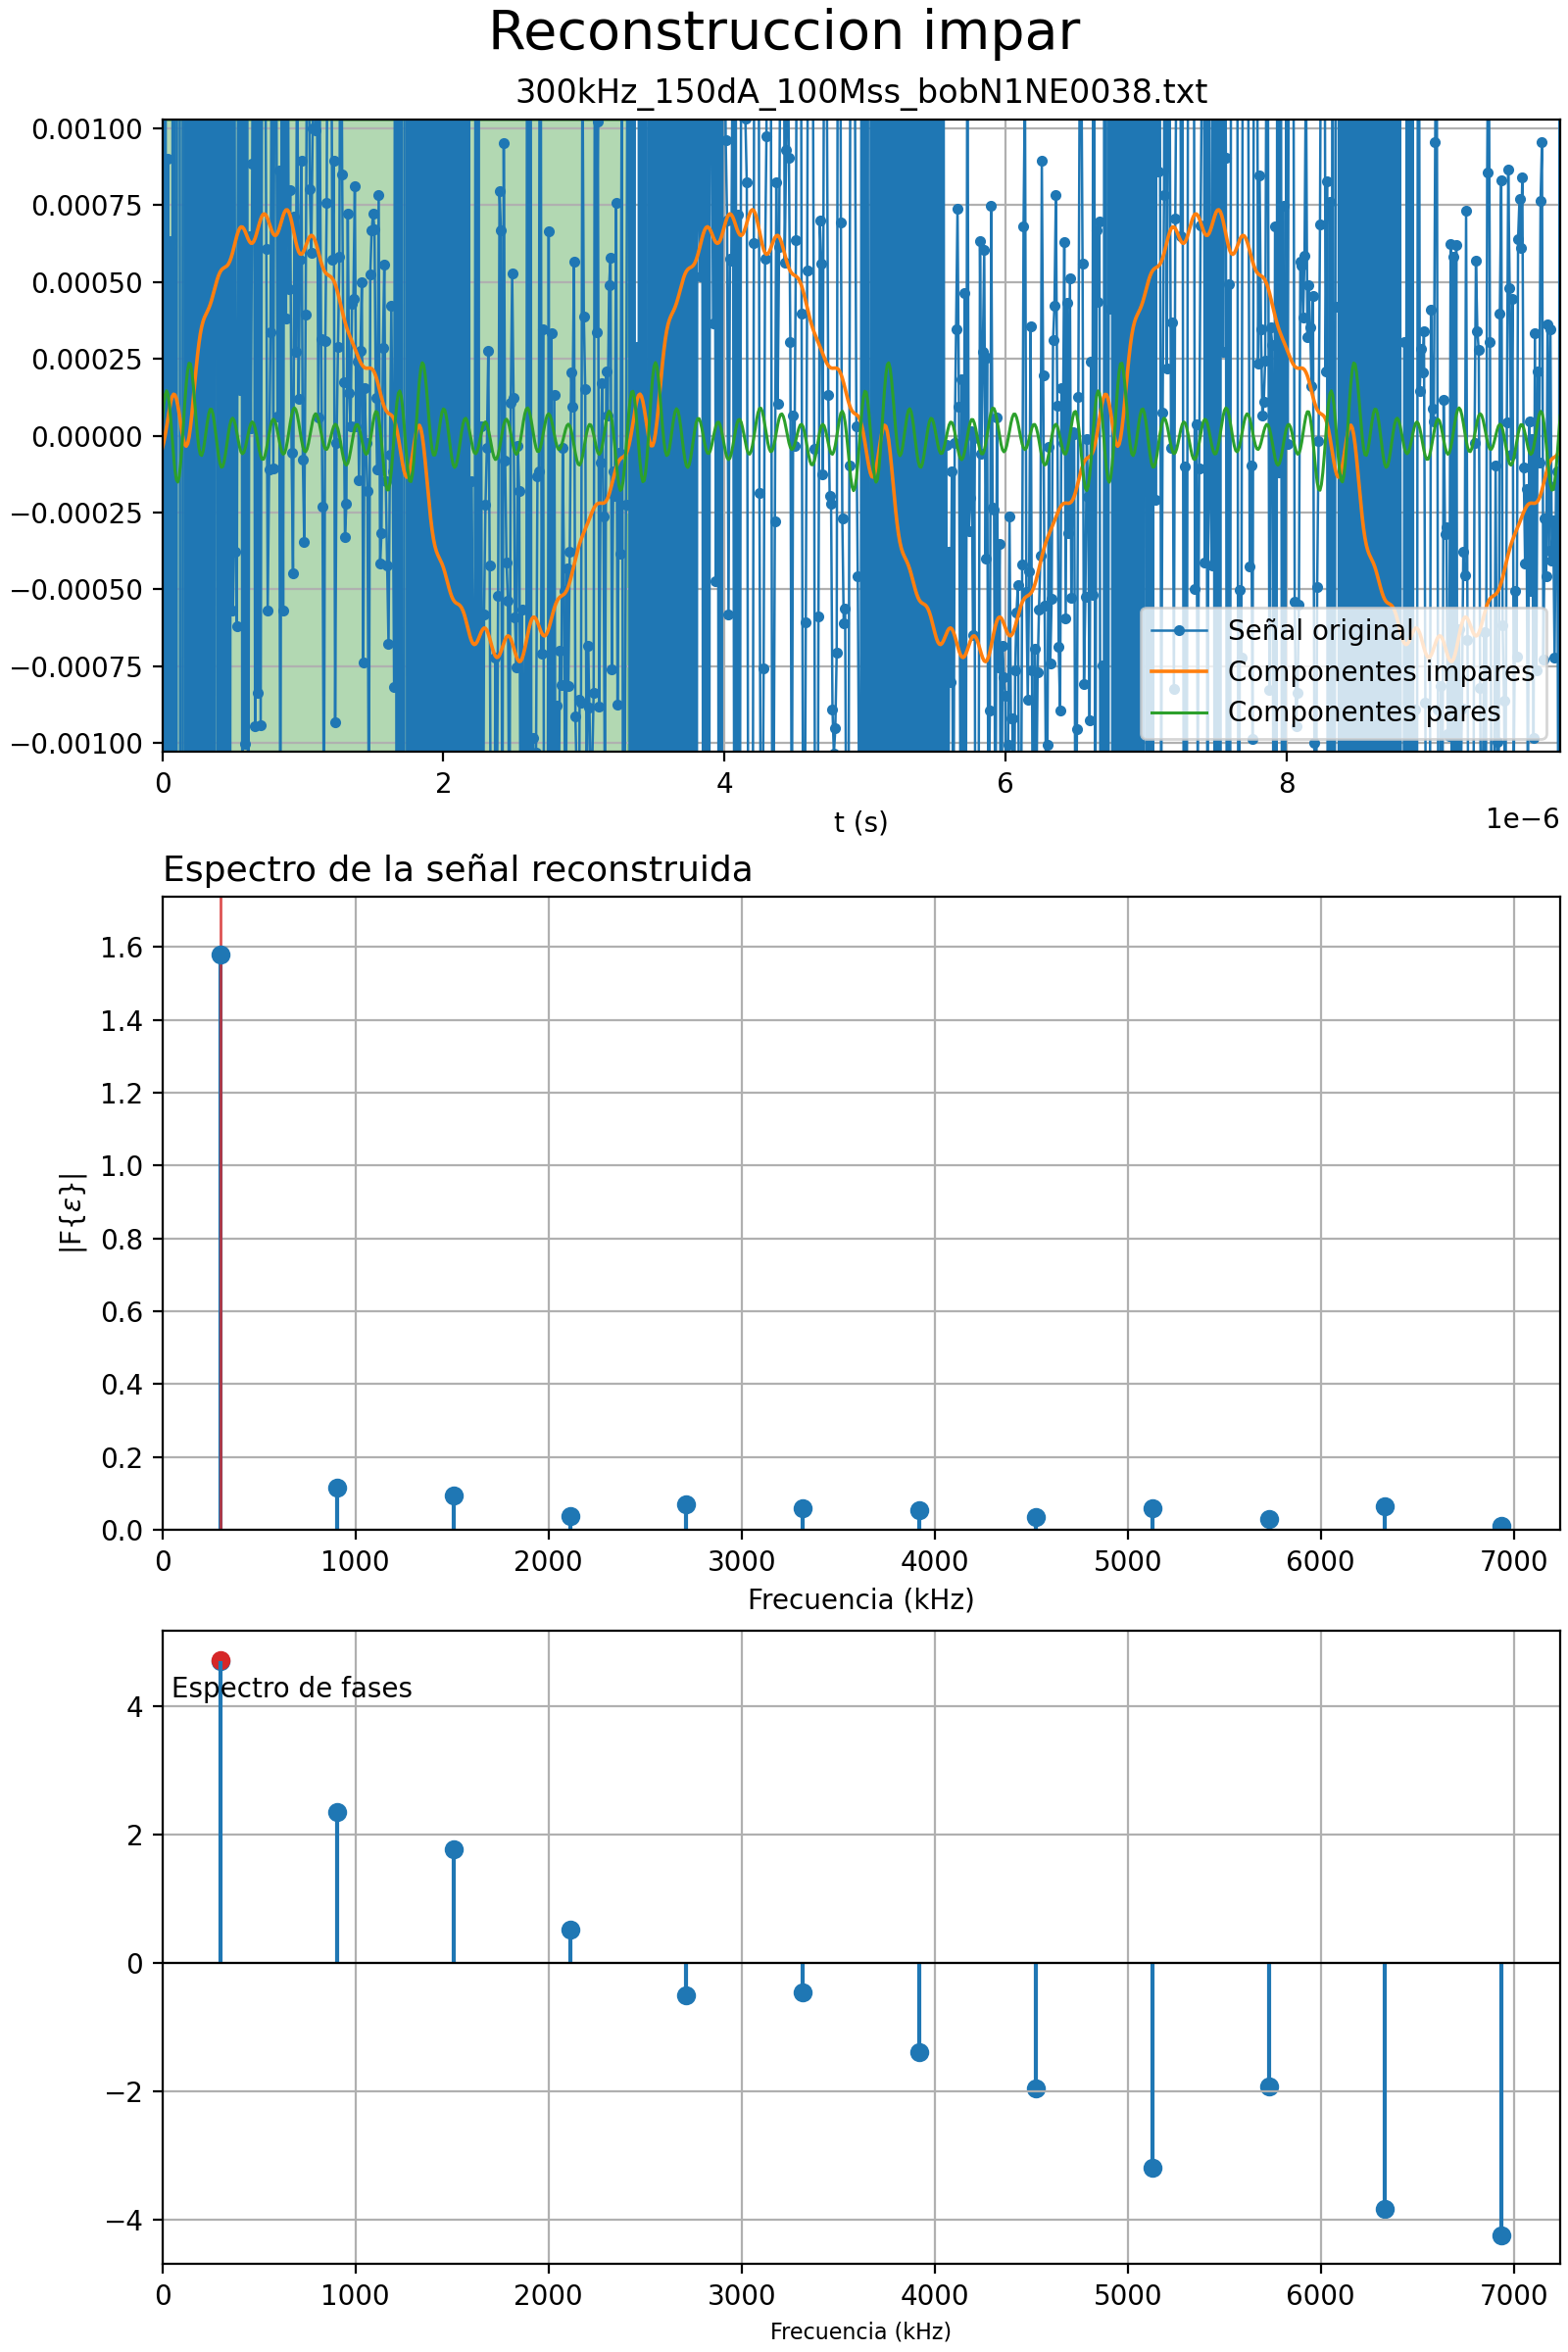 Reconstruccion impar
300kHz_150dA_100Mss_bobN1NE0038.txt
0.00100
0.00075
0.00050
0.00025
0.00000
−0.00025
−0.00050
−0.00075
−0.00100
Señal original
Componentes impares
Componentes pares
0 2 4 6 8
1e−6
t (s)
Espectro de la señal reconstruida
|F{ε}|
1.6
1.4
1.2
1.0
0.8
0.6
0.4
0.2
0.0
0 1000 2000 3000 4000 5000 6000 7000
Frecuencia (kHz)
Espectro de fases
4
2
0
−2
−4
0 1000 2000 3000 4000 5000 6000 7000
Frecuencia (kHz)